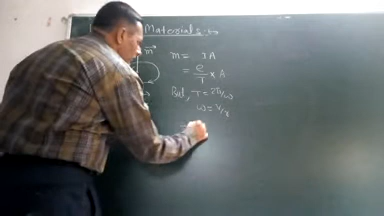 Materials
m⃗
m = iA
= e/T × A
But, T = 2π/ω
ω = v/r